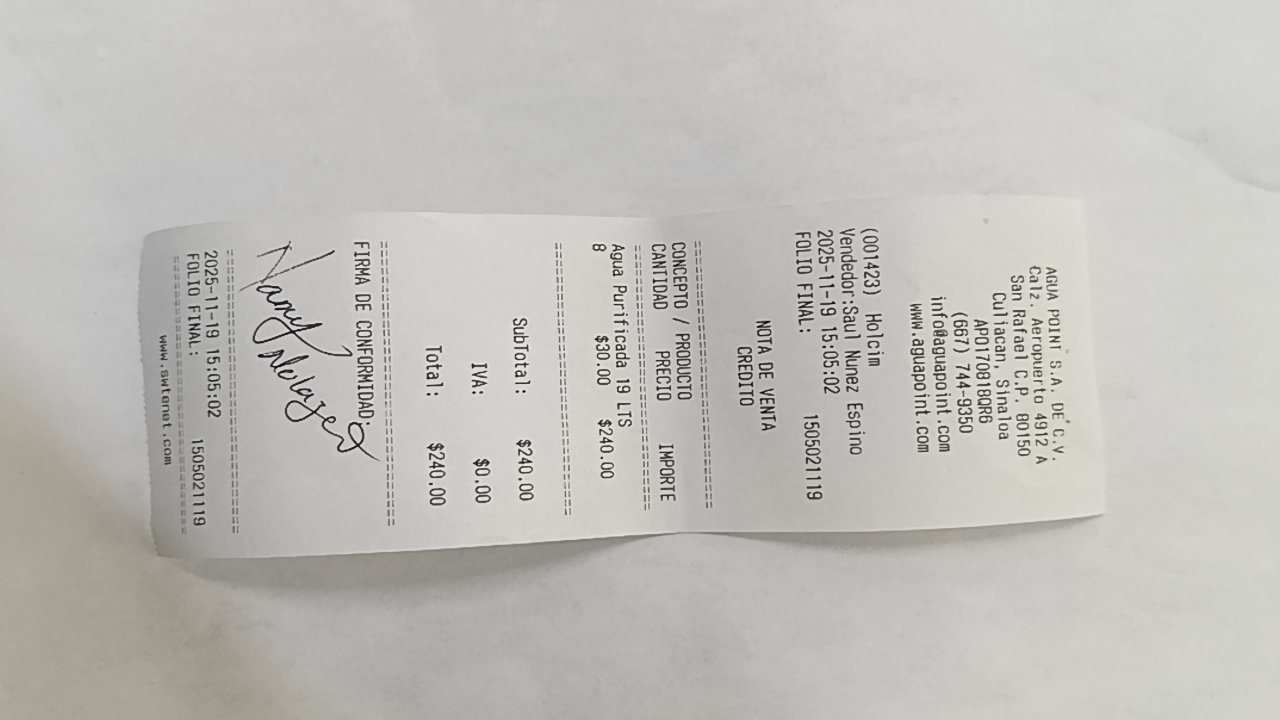 AGUA POINT S.A. DE C.V.
Calz. Aeropuerto 4912 A
San Rafael C.P. 80150
Culiacan, Sinaloa
APO170818QR6
(667) 744-9350
info@aguapoint.com
www.aguapoint.com
(001423) Holcim
Vendedor:Saul Nunez Espino
2025-11-19 15:05:02
FOLIO FINAL: 1505021119
NOTA DE VENTA
CREDITO
CONCEPTO / PRODUCTO
CANTIDAD PRECIO IMPORTE
Agua Purificada 19 LTS
8 $30.00 $240.00
SubTotal: $240.00
IVA: $0.00
Total: $240.00
FIRMA DE CONFORMIDAD:
2025-11-19 15:05:02
FOLIO FINAL: 1505021119
www.swtonet.com